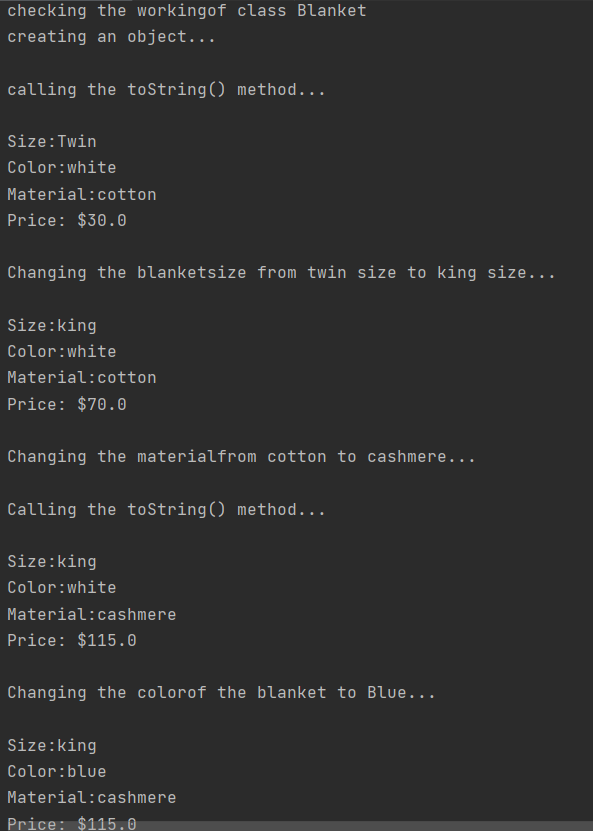 checking the workingof class Blanket
creating an object...
calling the toString() method...
Size:Twin
Color:white
Material:cotton
Price: $30.0
Changing the blanketsize from twin size to king size...
Size:king
Color:white
Material:cotton
Price: $70.0
Changing the materialfrom cotton to cashmere...
Calling the toString() method...
Size:king
Color:white
Material:cashmere
Price: $115.0
Changing the colorof the blanket to Blue...
Size:king
Color:blue
Material:cashmere
Price: $115.0